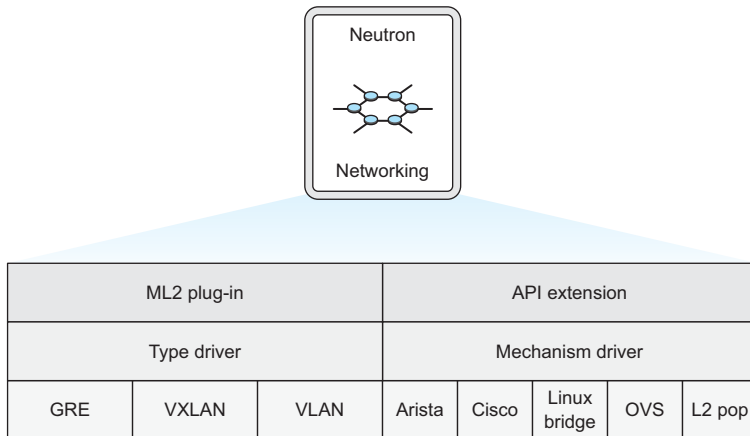 Neutron
Networking
ML2 plug-in
API extension
Type driver
Mechanism driver
GRE
VXLAN
VLAN
Arista
Cisco
Linux
bridge
OVS
L2 pop